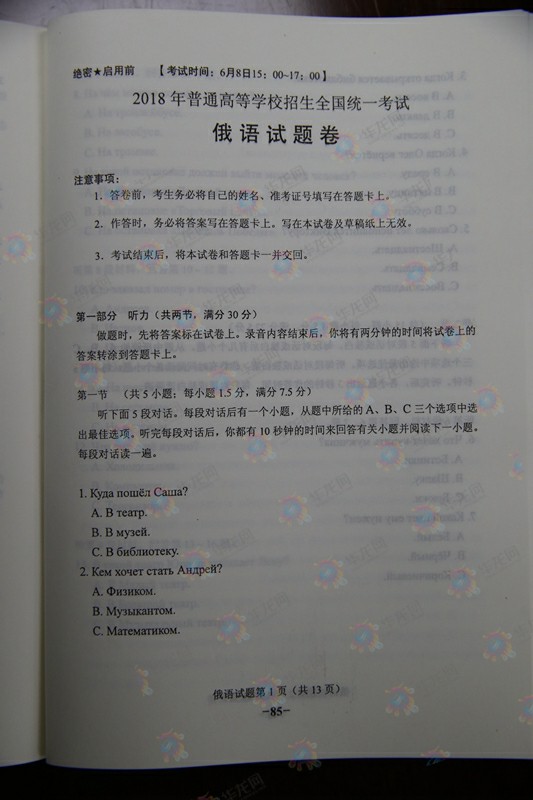 绝密★启用前 【考试时间：6月8日15：00~17：00】
2018年普通高等学校招生全国统一考试
俄语试题卷
注意事项：
1. 答卷前，考生务必将自己的姓名、准考证号填写在答题卡上。
2. 作答时，务必将答案写在答题卡上。写在本试卷及草稿纸上无效。
3. 考试结束后，将本试卷和答题卡一并交回。
第一部分 听力（共两节，满分30分）
做题时，先将答案标在试卷上。录音内容结束后，你将有两分钟的时间将试卷上的
答案转涂到答题卡上。
第一节 （共5小题；每小题1.5分，满分7.5分）
听下面5段对话。每段对话后有一个小题，从题中所给的A、B、C三个选项中选
出最佳选项。听完每段对话后，你都有10秒钟的时间来回答有关小题并阅读下一小题。
每段对话读一遍。
1. Куда пошёл Саша?
A. В театр.
B. В музей.
C. В библиотеку.
2. Кем хочет стать Андрей?
A. Физиком.
B. Музыкантом.
C. Математиком.
俄语试题第1页（共13页）
-85-
华龙网